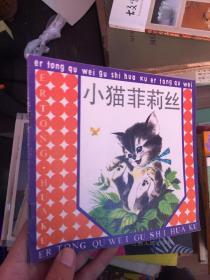 er tong qu wei gu shi hua ku er tong qu wei
小猫菲莉丝
ER TONG QU WEI GU SHI HUA KU